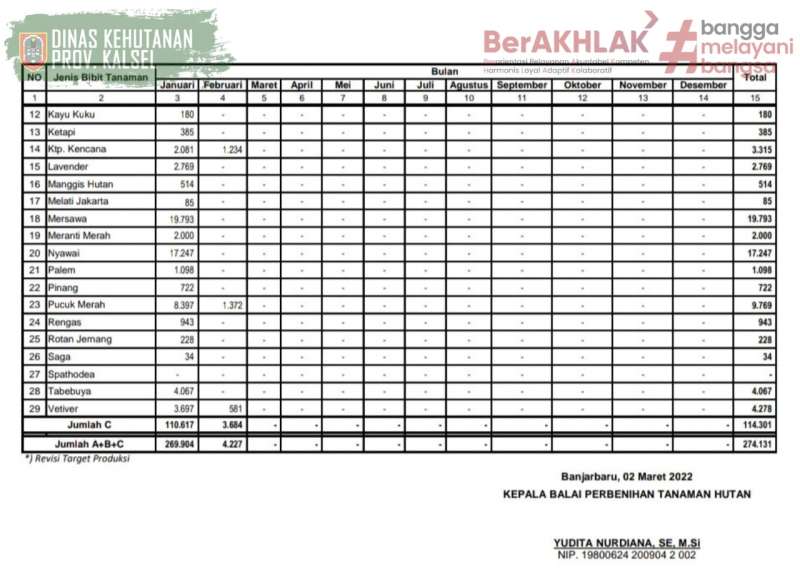 DINAS KEHUTANAN
PROV. KALSEL
BerAKHLAK
Berorientasi Pelayanan Akuntabel Kompeten
Harmonis Loyal Adaptif Kolaboratif
#bangga
melayani
bangsa
NO Jenis Bibit Tanaman Bulan Total
Januari Februari Maret April Mei Juni Juli Agustus September Oktober November Desember
1 2 3 4 5 6 7 8 9 10 11 12 13 14 15
12 Kayu Kuku 180 - - - - - - - - - - - 180
13 Ketapi 385 - - - - - - - - - - - 385
14 Ktp. Kencana 2.081 1.234 - - - - - - - - - - 3.315
15 Lavender 2.769 - - - - - - - - - - - 2.769
16 Manggis Hutan 514 - - - - - - - - - - - 514
17 Melati Jakarta 85 - - - - - - - - - - - 85
18 Mersawa 19.793 - - - - - - - - - - - 19.793
19 Meranti Merah 2.000 - - - - - - - - - - - 2.000
20 Nyawai 17.247 - - - - - - - - - - - 17.247
21 Palem 1.098 - - - - - - - - - - - 1.098
22 Pinang 722 - - - - - - - - - - - 722
23 Pucuk Merah 8.397 1.372 - - - - - - - - - - 9.769
24 Rengas 943 - - - - - - - - - - - 943
25 Rotan Jernang 228 - - - - - - - - - - - 228
26 Saga 34 - - - - - - - - - - - 34
27 Spathodea - - - - - - - - - - - - -
28 Tabebuya 4.067 - - - - - - - - - - - 4.067
29 Vetiver 3.697 581 - - - - - - - - - - 4.278
Jumlah C 110.617 3.684 - - - - - - - - - - 114.301
Jumlah A+B+C 269.904 4.227 - - - - - - - - - - 274.131
*) Revisi Target Produksi
Banjarbaru, 02 Maret 2022
KEPALA BALAI PERBENIHAN TANAMAN HUTAN
YUDITA NURDIANA, SE, M.Si
NIP. 19800624 200904 2 002